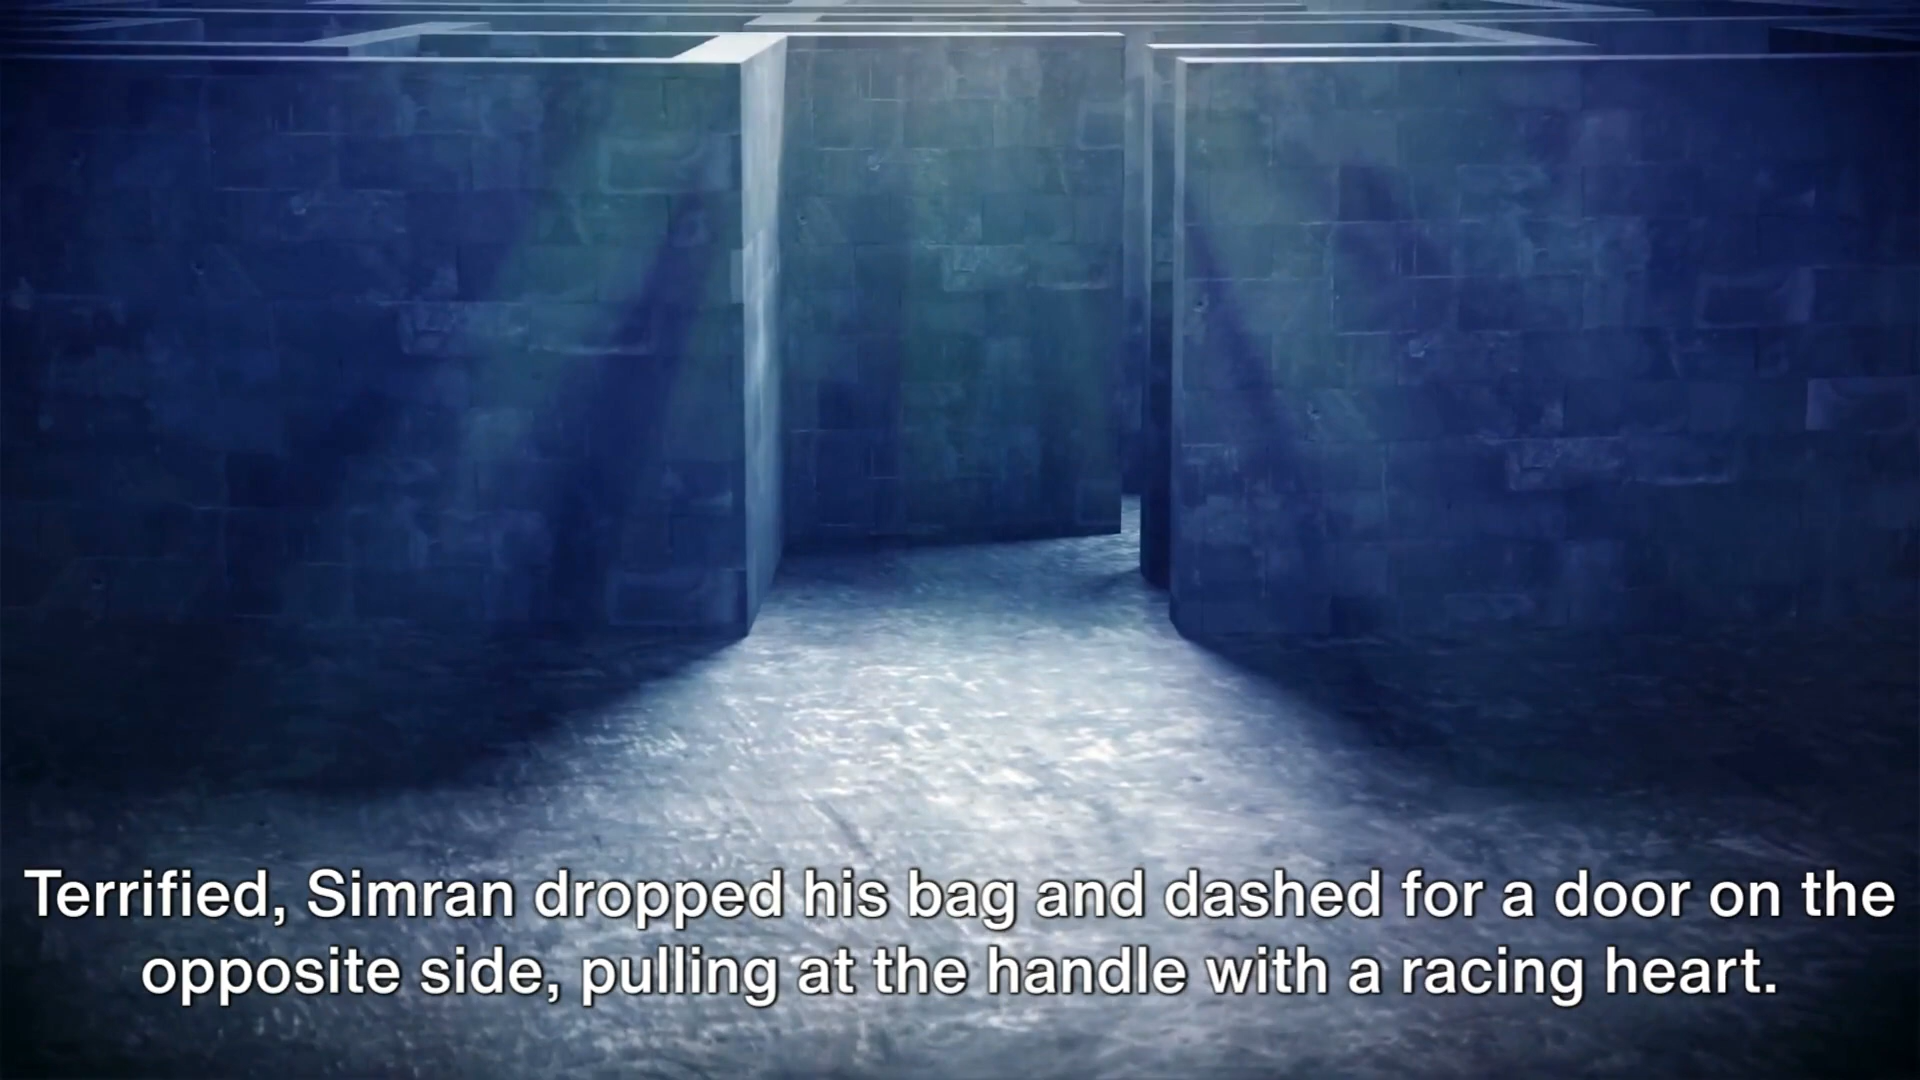 Terrified, Simran dropped his bag and dashed for a door on the
opposite side, pulling at the handle with a racing heart.